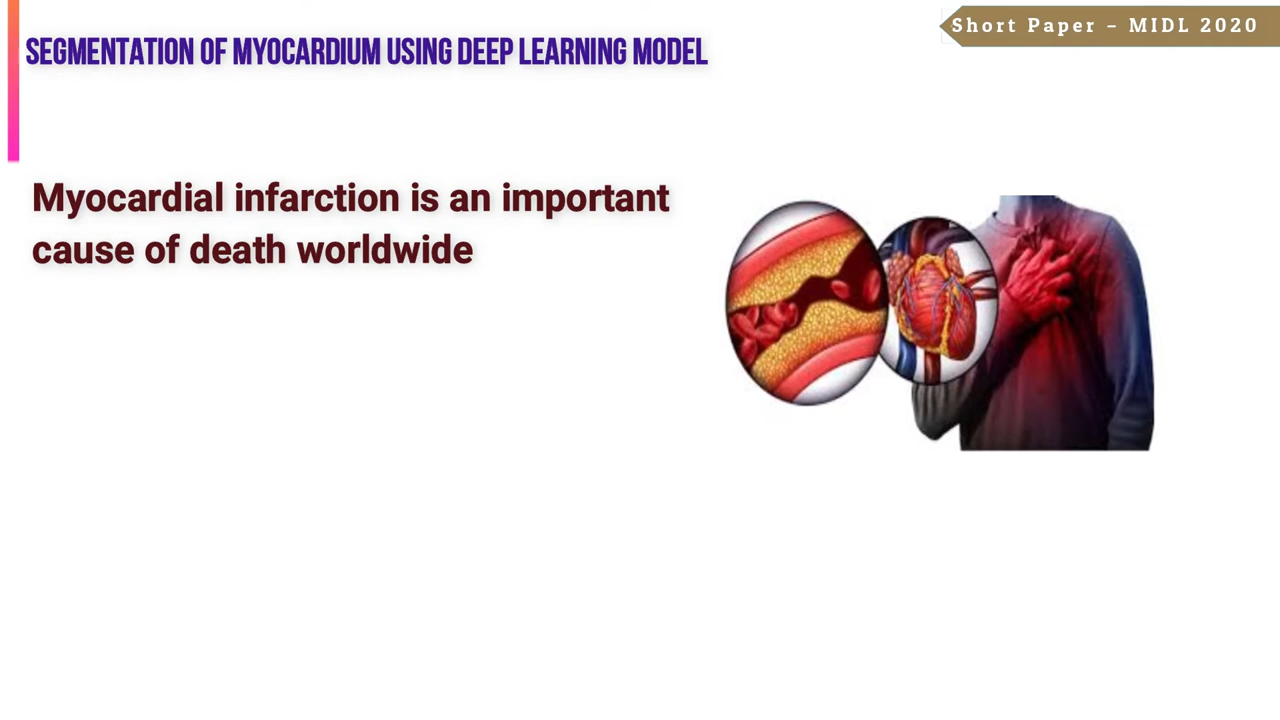 Short Paper – MIDL 2020
SEGMENTATION OF MYOCARDIUM USING DEEP LEARNING MODEL
Myocardial infarction is an important
cause of death worldwide